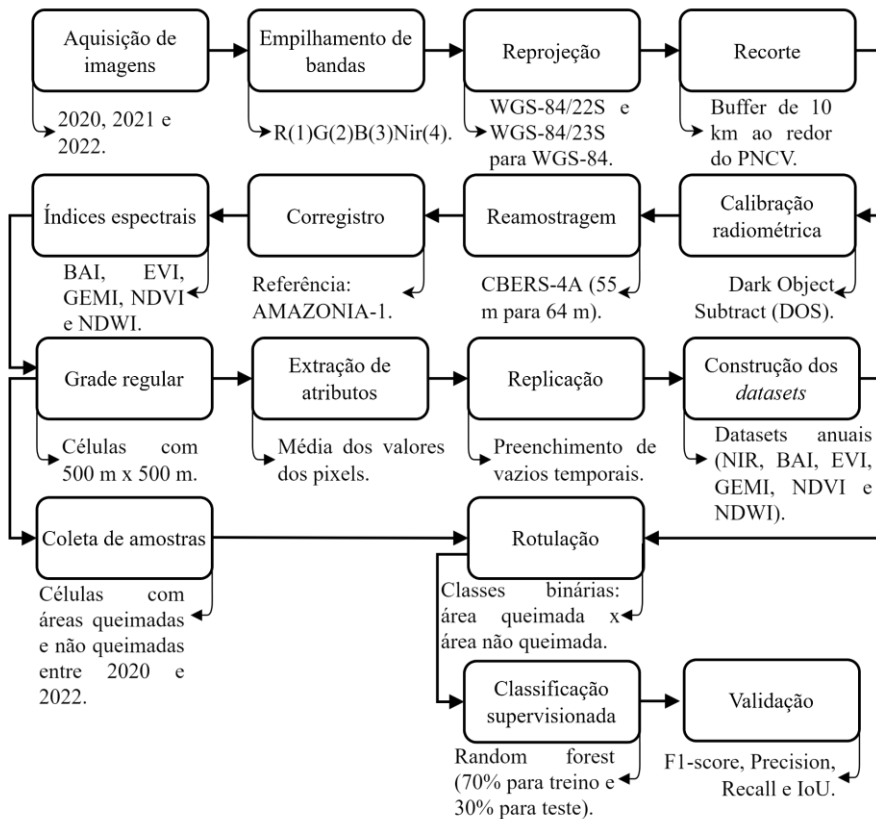 Aquisição de
imagens
2020, 2021 e
2022.
Empilhamento de
bandas
R(1)G(2)B(3)Nir(4).
Reprojeção
WGS-84/22S e
WGS-84/23S
para WGS-84.
Recorte
Buffer de 10
km ao redor
do PNCV.
Calibração
radiométrica
Dark Object
Subtract (DOS).
Reamostragem
CBERS-4A (55
m para 64 m).
Corregistro
Referência:
AMAZONIA-1.
Índices espectrais
BAI, EVI,
GEMI, NDVI
e NDWI.
Grade regular
Células com
500 m x 500 m.
Extração de
atributos
Média dos valores
dos pixels.
Replicação
Preenchimento de
vazios temporais.
Construção dos
datasets
Datasets anuais
(NIR, BAI, EVI,
GEMI, NDVI e
NDWI).
Coleta de amostras
Células com
áreas queimadas
e não queimadas
entre 2020 e
2022.
Rotulação
Classes binárias:
área queimada x
área não queimada.
Classificação
supervisionada
Random forest
(70% para treino e
30% para teste).
Validação
F1-score, Precision,
Recall e IoU.